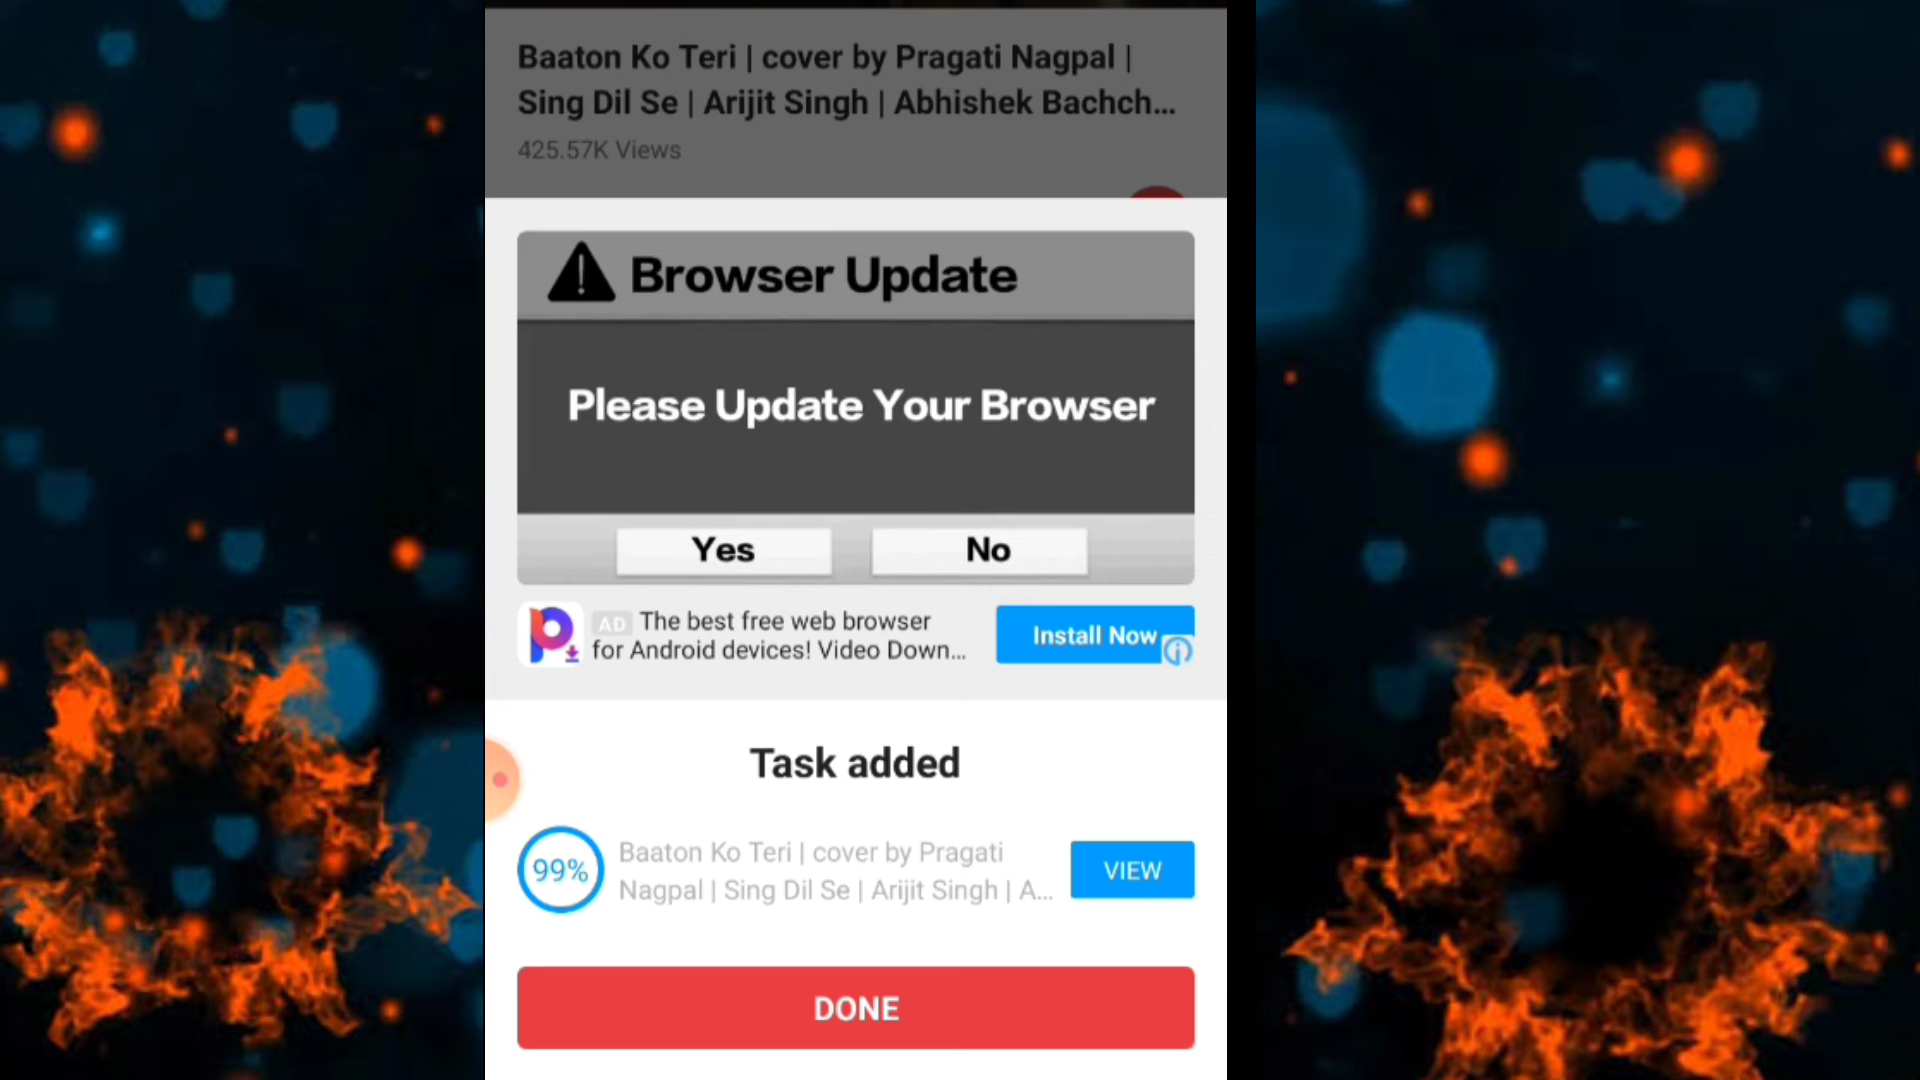 Baaton Ko Teri | cover by Pragati Nagpal |
Sing Dil Se | Arijit Singh | Abhishek Bachch...
425.57K Views
Browser Update
Please Update Your Browser
Yes No
AD The best free web browser
for Android devices! Video Down...
Install Now
Task added
99%
Baaton Ko Teri | cover by Pragati
Nagpal | Sing Dil Se | Arijit Singh | A...
VIEW
DONE